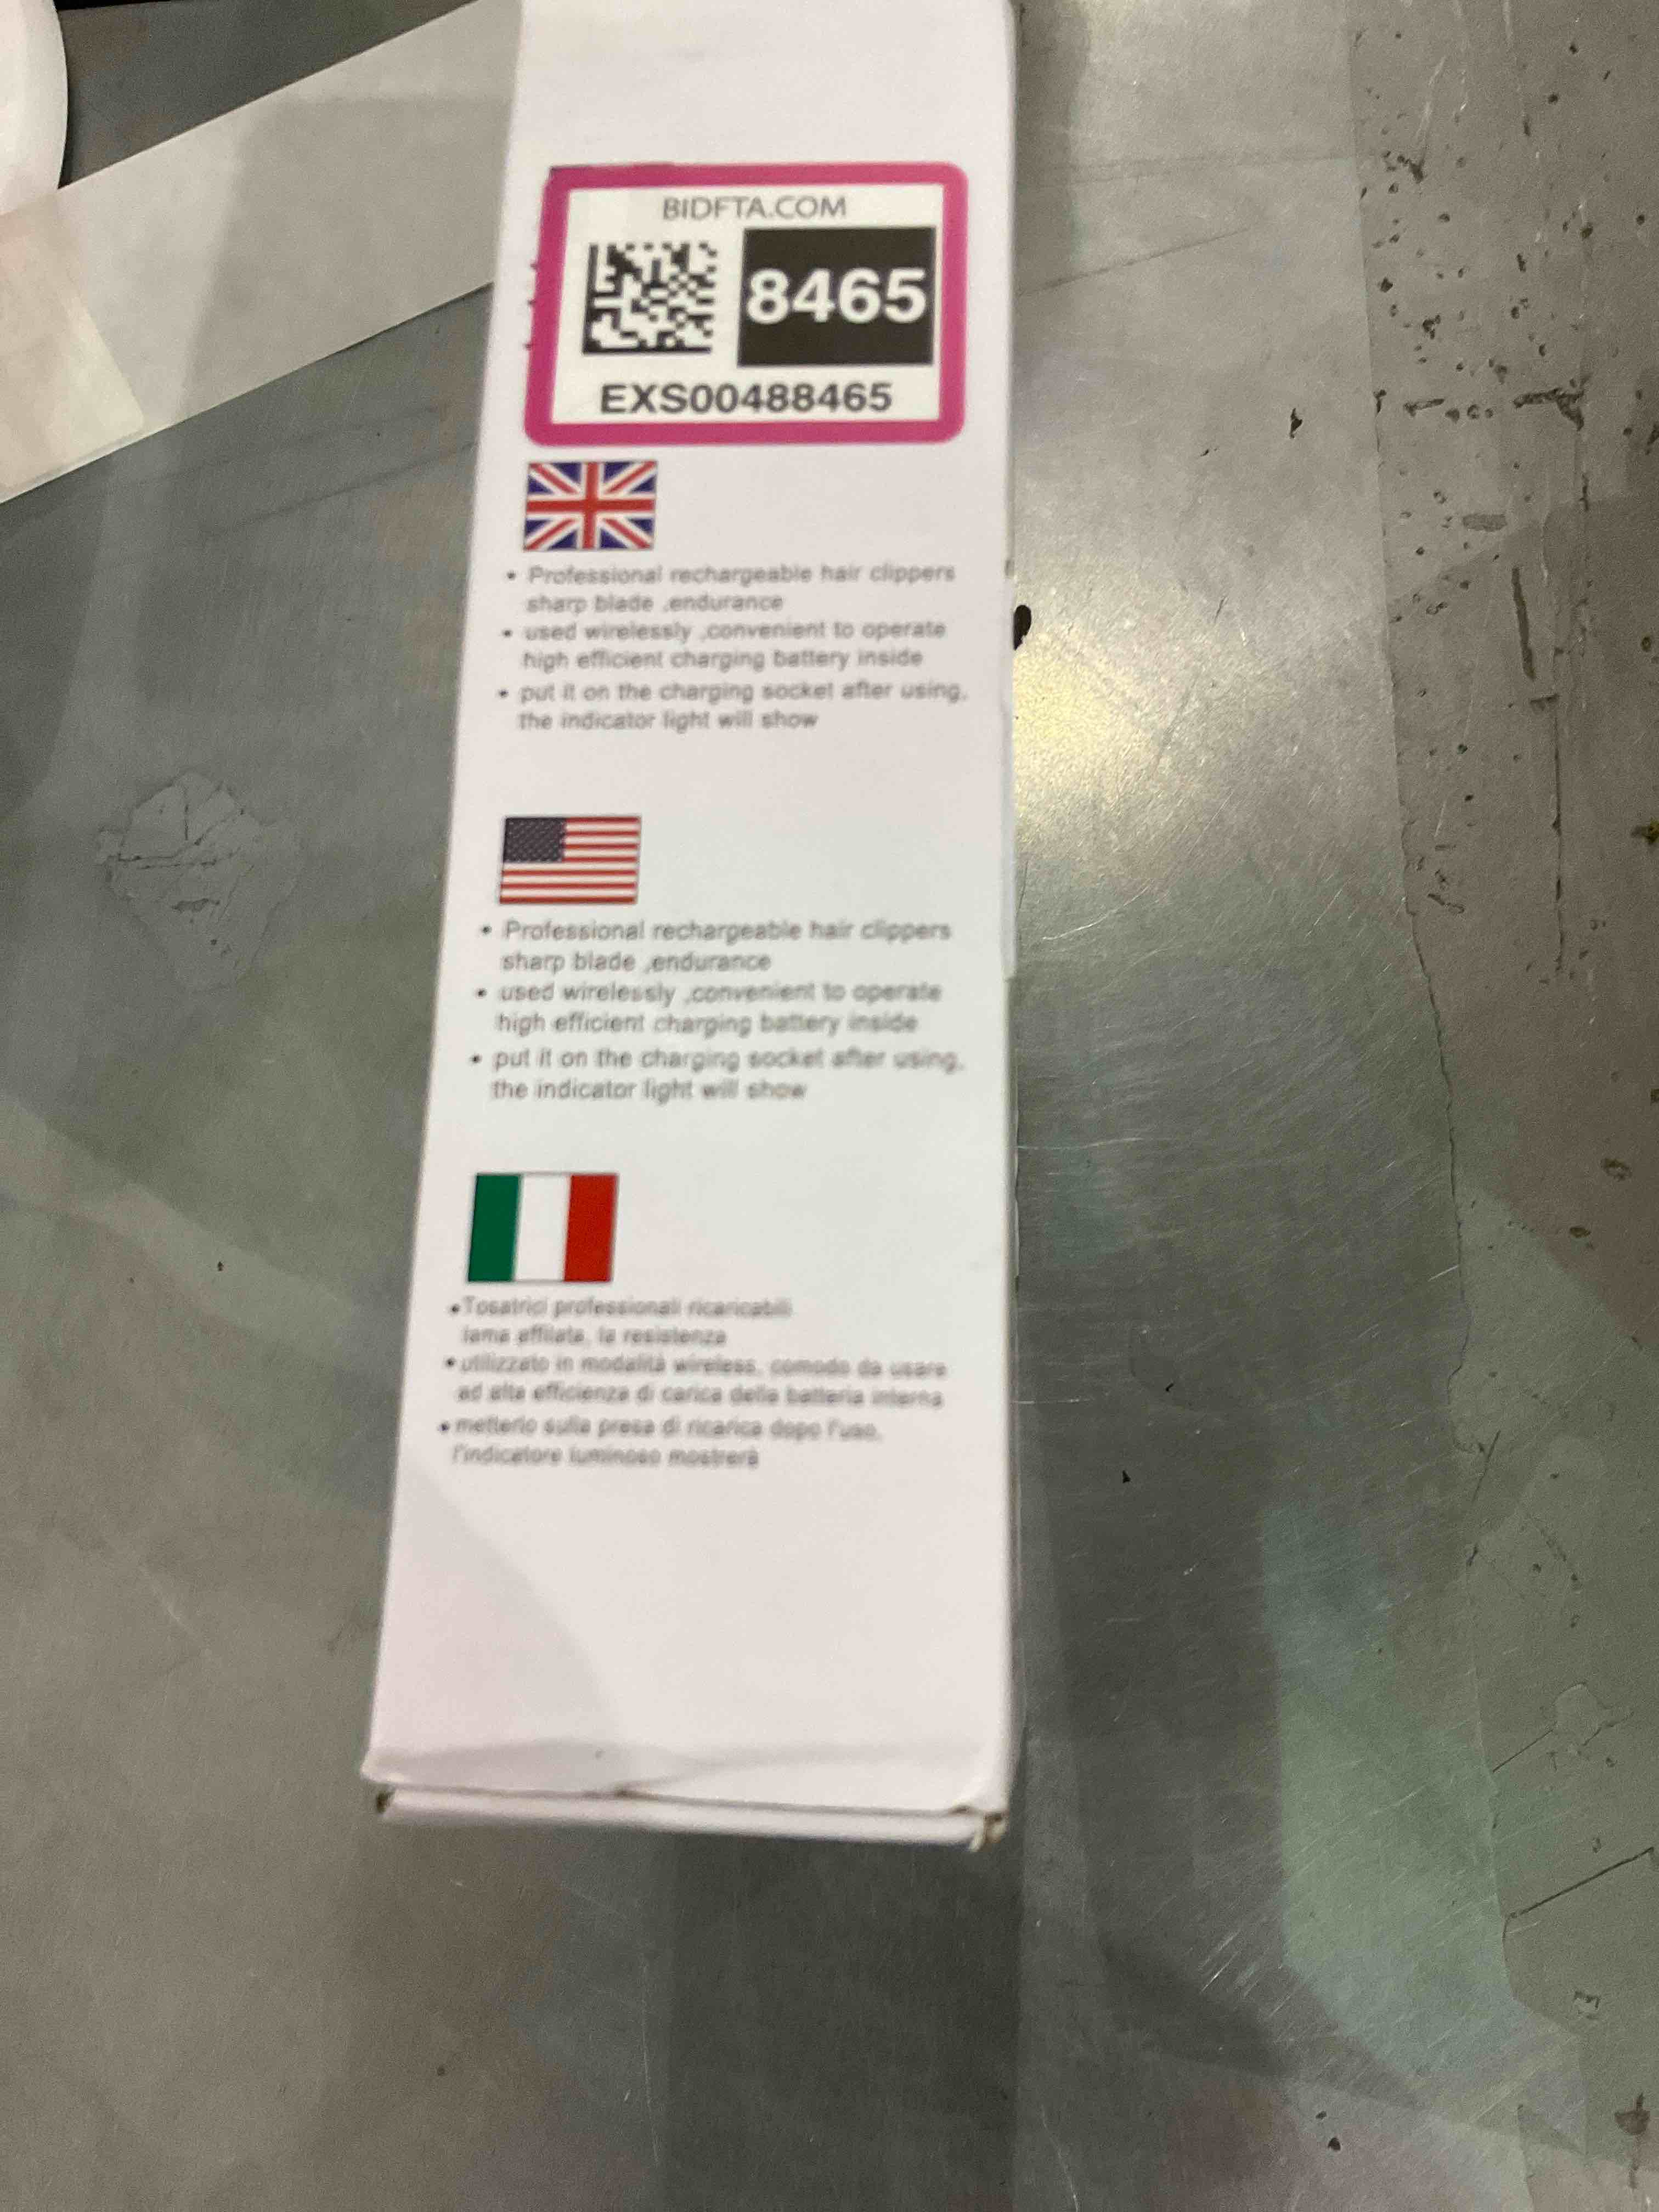 BIDFTA.COM
8465
EXS00488465
• Professional rechargeable hair clippers
sharp blade ,endurance
• used wirelessly ,convenient to operate
high efficient charging battery inside
• put it on the charging socket after using,
the indicator light will show
• Professional rechargeable hair clippers
sharp blade ,endurance
• used wirelessly ,convenient to operate
high efficient charging battery inside
• put it on the charging socket after using,
the indicator light will show
•Tosatrici professionali ricaricabili
lama affilata, la resistenza
• utilizzato in modalità wireless, comodo da usare
ad alta efficienza di carica della batteria interna
• metterlo sulla presa di ricarica dopo l'uso,
l'indicatore luminoso mostrerà